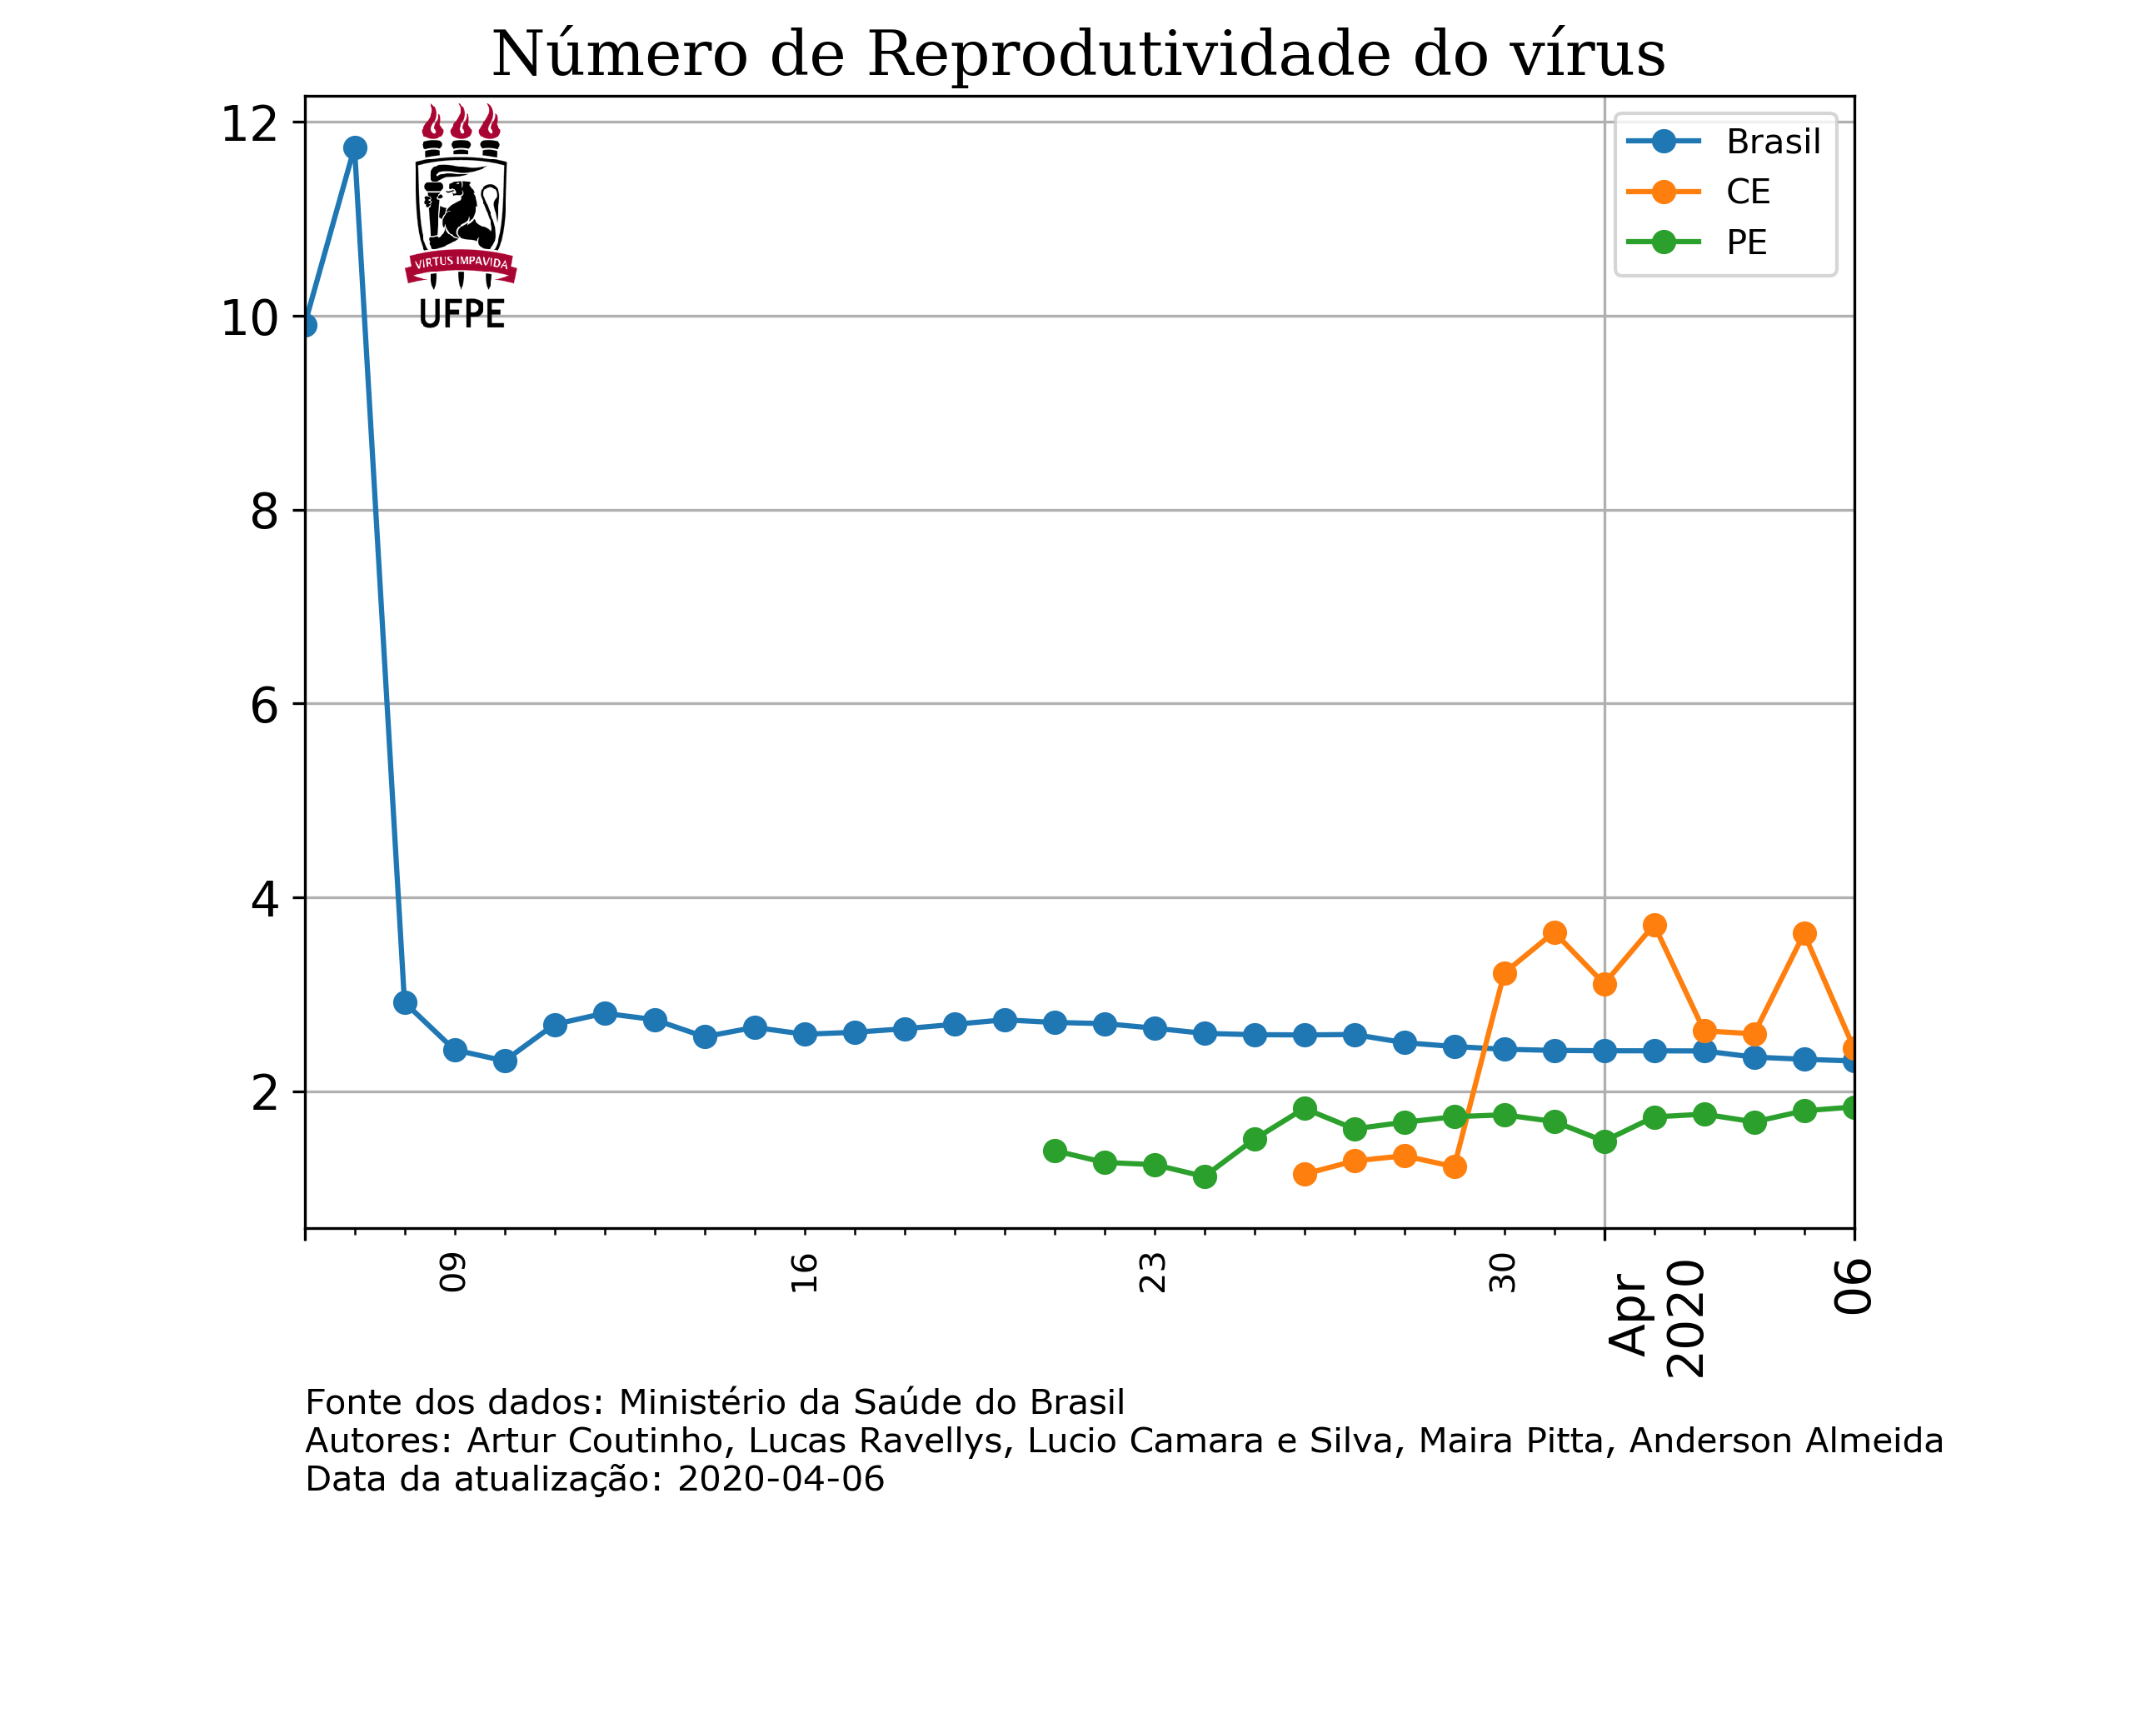 Número de Reprodutividade do vírus
12
10
8
6
4
2
Brasil
CE
PE
VIRTUS IMPAVIDA
UFPE
09
16
23
30
Apr
2020
06
Fonte dos dados: Ministério da Saúde do Brasil
Autores: Artur Coutinho, Lucas Ravellys, Lucio Camara e Silva, Maira Pitta, Anderson Almeida
Data da atualização: 2020-04-06